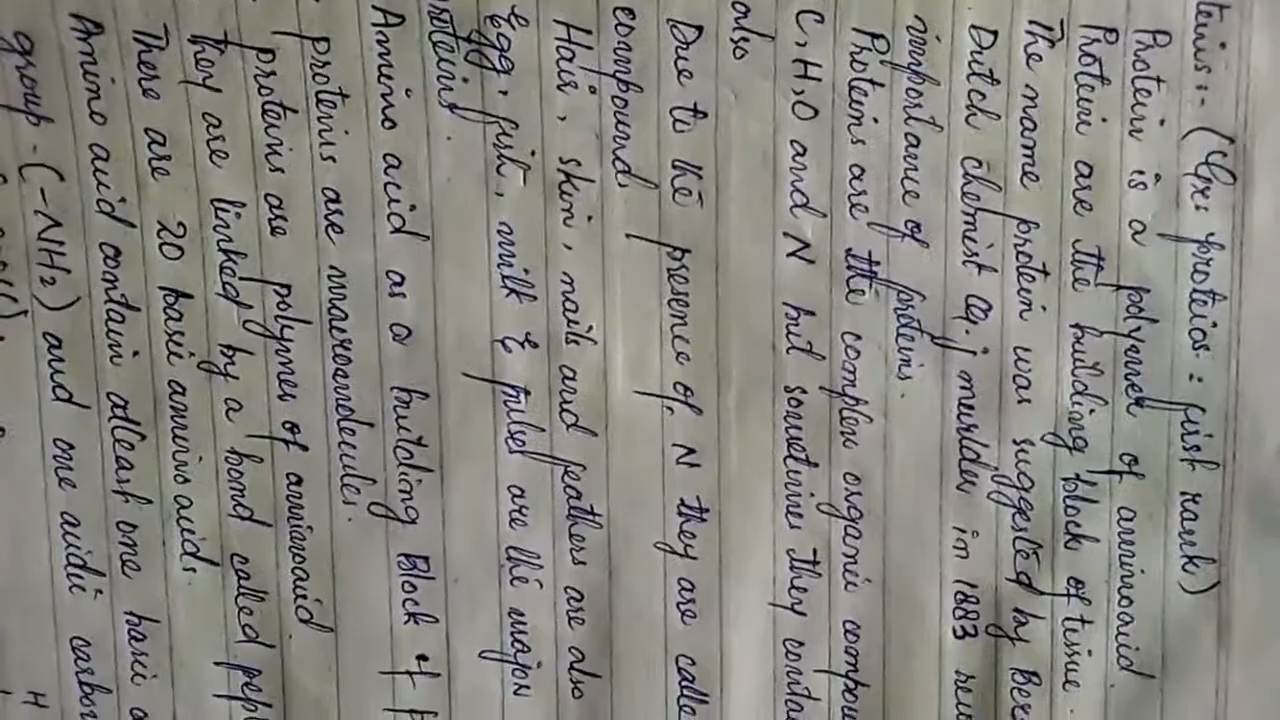 teins:- (Gk: proteios: first rank)
Protein is a polymer of aminoacid.
Protein are the building block of tissue.
The name protein was suggested by Berz
Dutch chemist G.J mulder in 1883
importance of proteins.
Proteins are the complex organic compou
C, H, O and N but sometimes they conta
also
Due to the presence of N they are calle
compound.
Hair, skin, nails and feathers are also
Egg, fish, milk & pulses are the major
proteins.
Amino acid as a building Block of P
proteins are macromolecules.
proteins are polymer of aminoacid.
They are linked by a bond called pept
There are 20 basic amino acids.
Amino acid contain atleast one basic a
group - (-NH2) and one acidic carbox
H